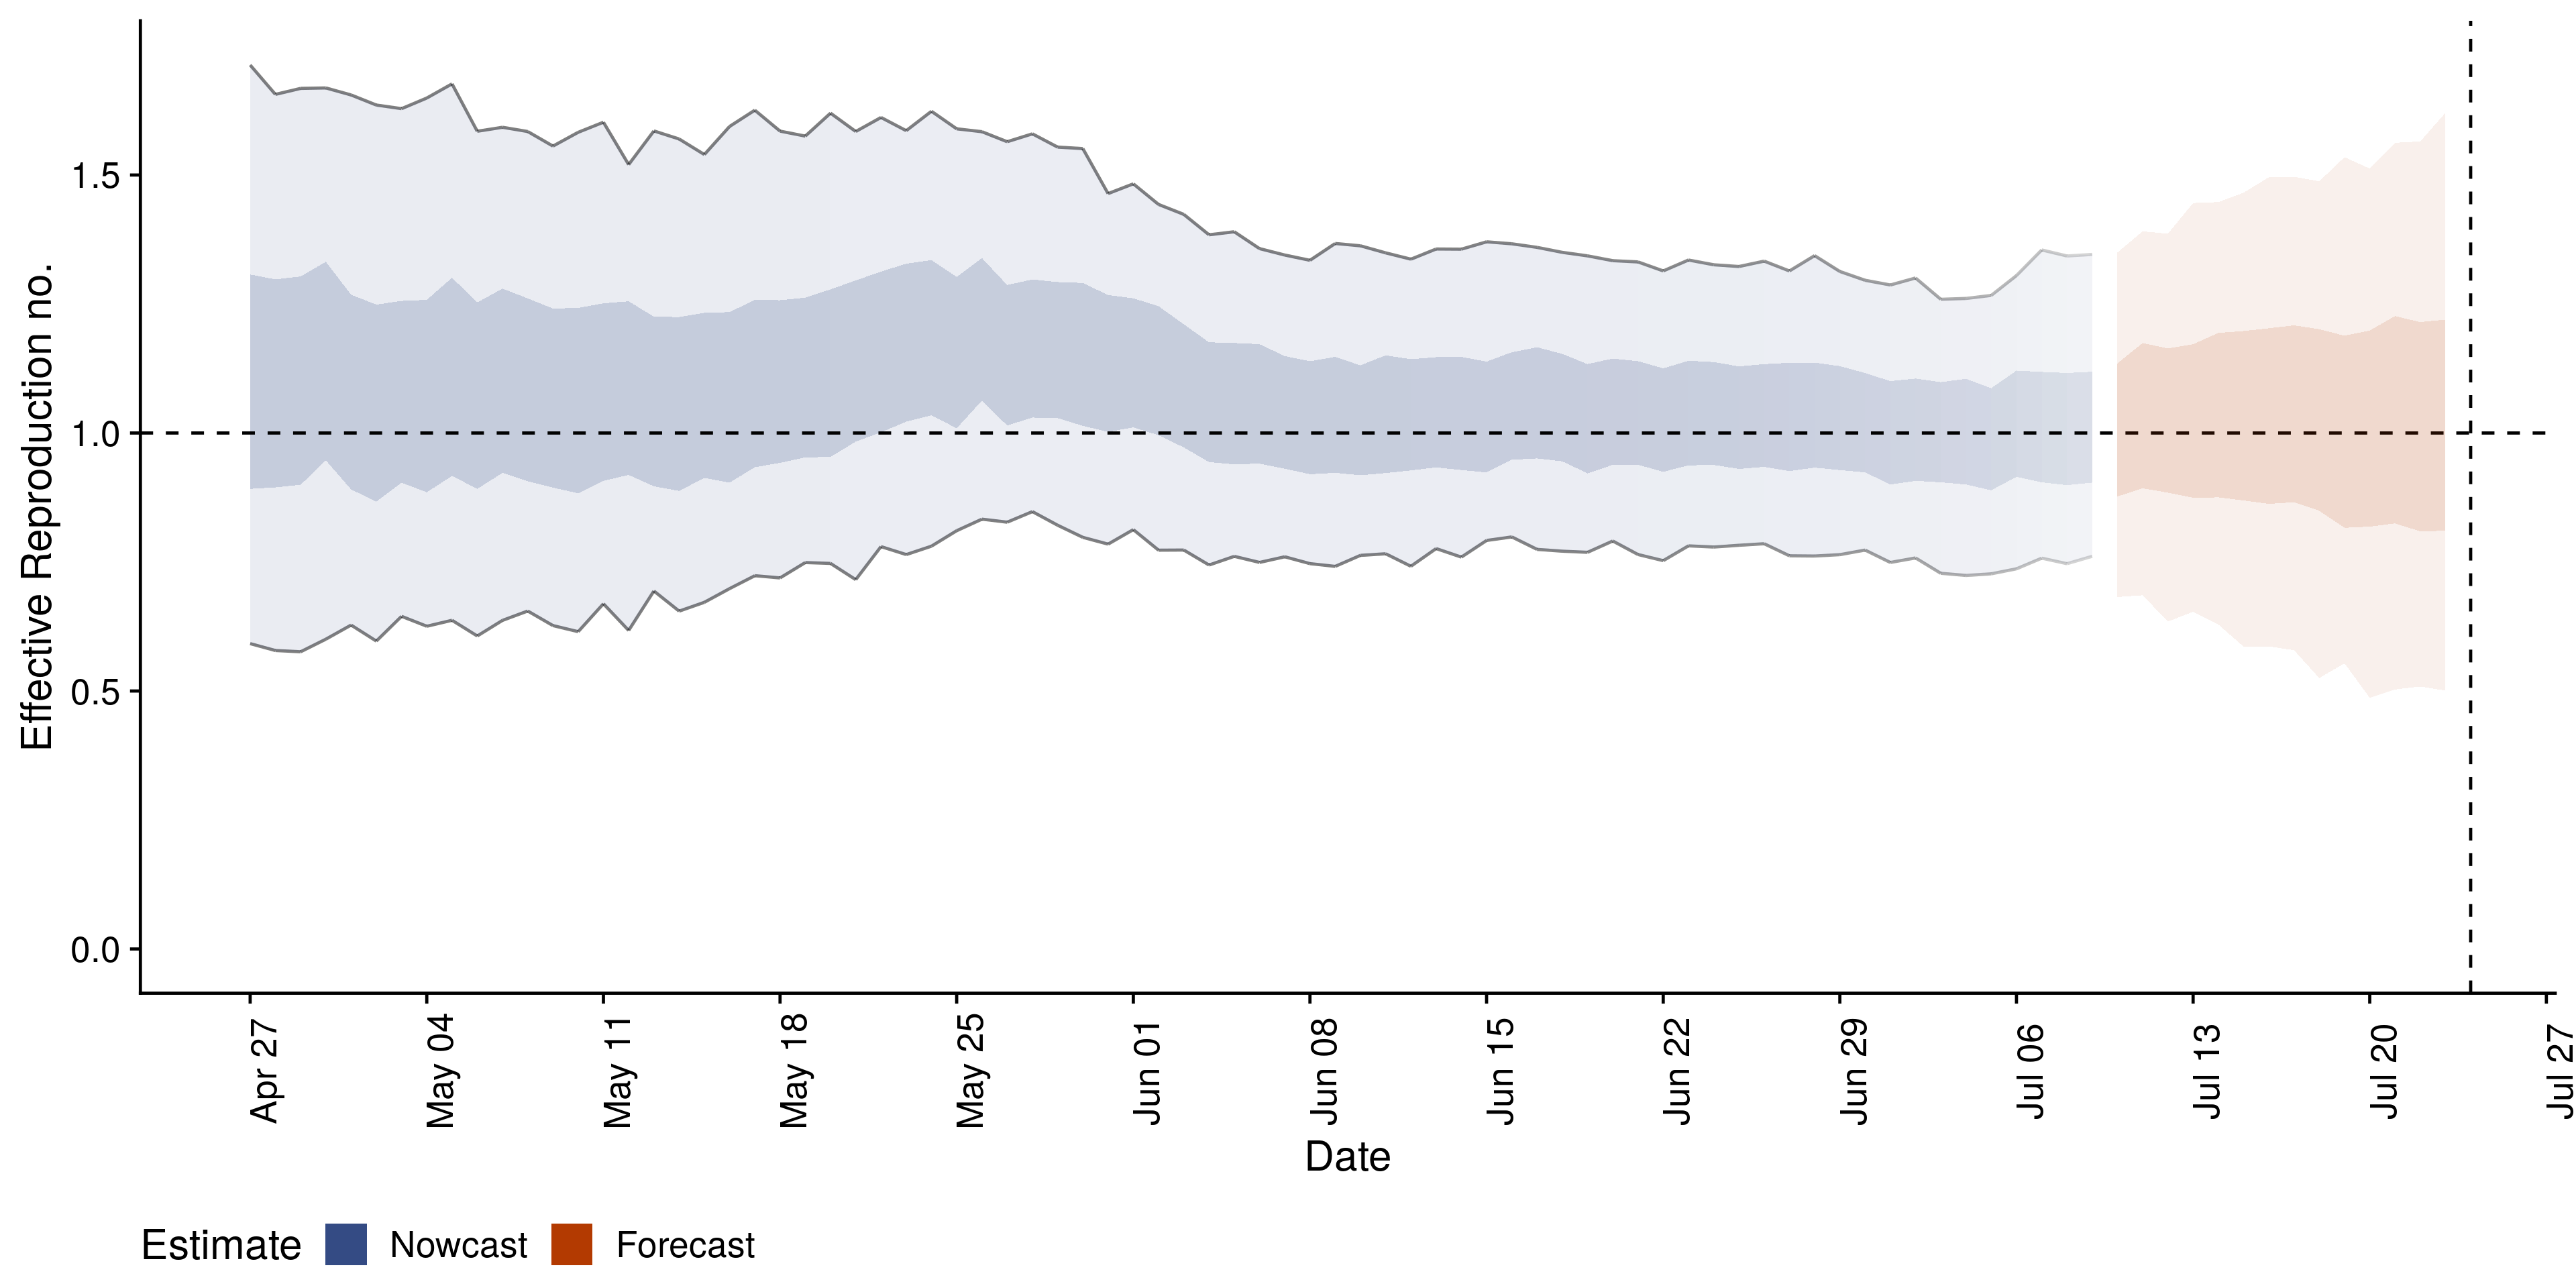 Effective Reproduction no.
1.5
1.0
0.5
0.0
Apr 27
May 04
May 11
May 18
May 25
Jun 01
Jun 08
Jun 15
Jun 22
Jun 29
Jul 06
Jul 13
Jul 20
Jul 27
Date
Estimate Nowcast Forecast